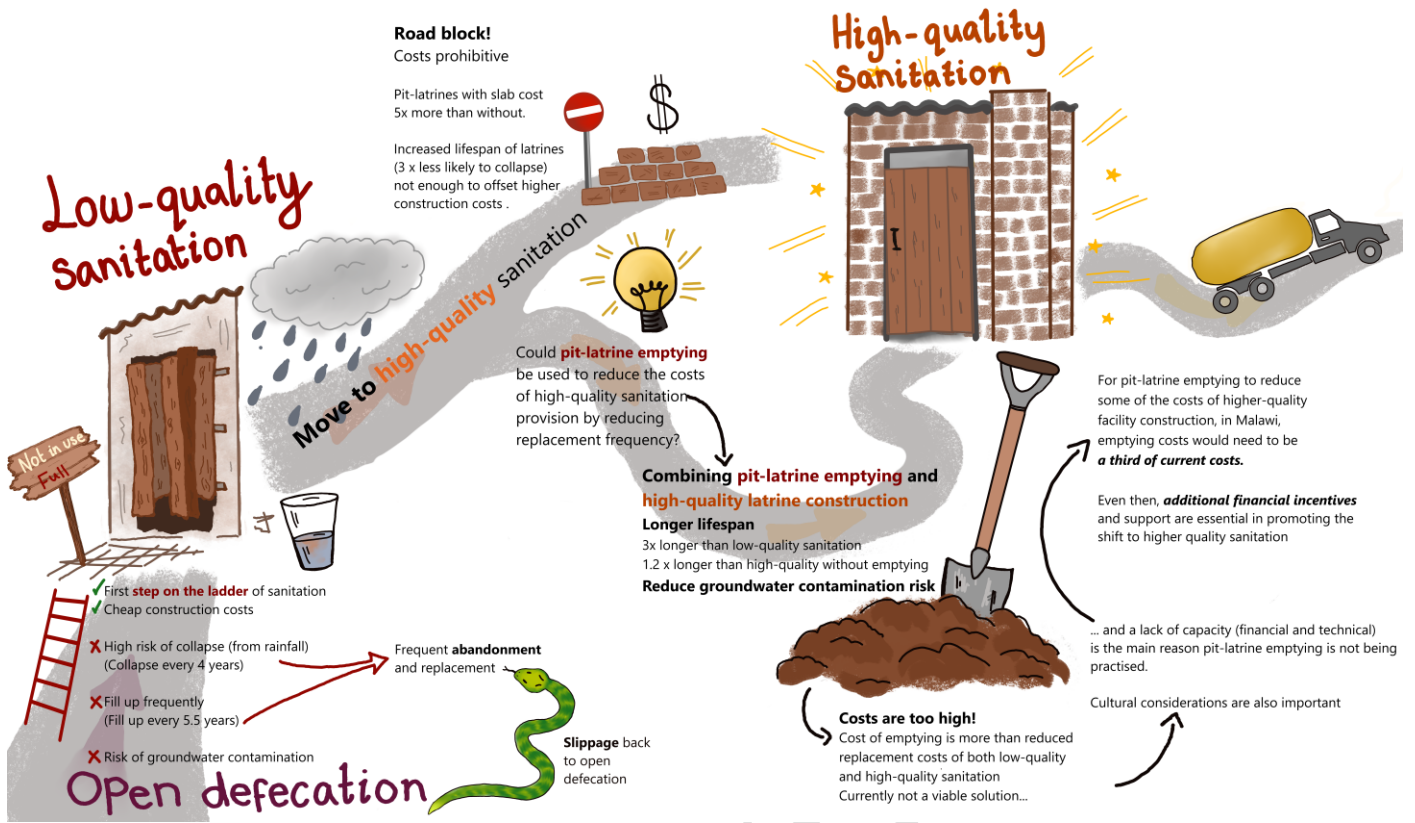 Low-quality
sanitation
Not in use
Full
✓ First step on the ladder of sanitation
✓ Cheap construction costs
✗ High risk of collapse (from rainfall)
(Collapse every 4 years)
✗ Fill up frequently
(Fill up every 5.5 years)
✗ Risk of groundwater contamination
Open defecation
Frequent abandonment
and replacement
Slippage back
to open
defecation
Move to high-quality sanitation
Road block!
Costs prohibitive
Pit-latrines with slab cost
5x more than without.
Increased lifespan of latrines
(3 x less likely to collapse)
not enough to offset higher
construction costs .
$
Could pit-latrine emptying
be used to reduce the costs
of high-quality sanitation
provision by reducing
replacement frequency?
Combining pit-latrine emptying and
high-quality latrine construction
Longer lifespan
3x longer than low-quality sanitation
1.2 x longer than high-quality without emptying
Reduce groundwater contamination risk
High-quality
sanitation
Costs are too high!
Cost of emptying is more than reduced
replacement costs of both low-quality
and high-quality sanitation
Currently not a viable solution...
... and a lack of capacity (financial and technical)
is the main reason pit-latrine emptying is not being
practised.
Cultural considerations are also important
For pit-latrine emptying to reduce
some of the costs of higher-quality
facility construction, in Malawi,
emptying costs would need to be
a third of current costs.
Even then, additional financial incentives
and support are essential in promoting the
shift to higher quality sanitation